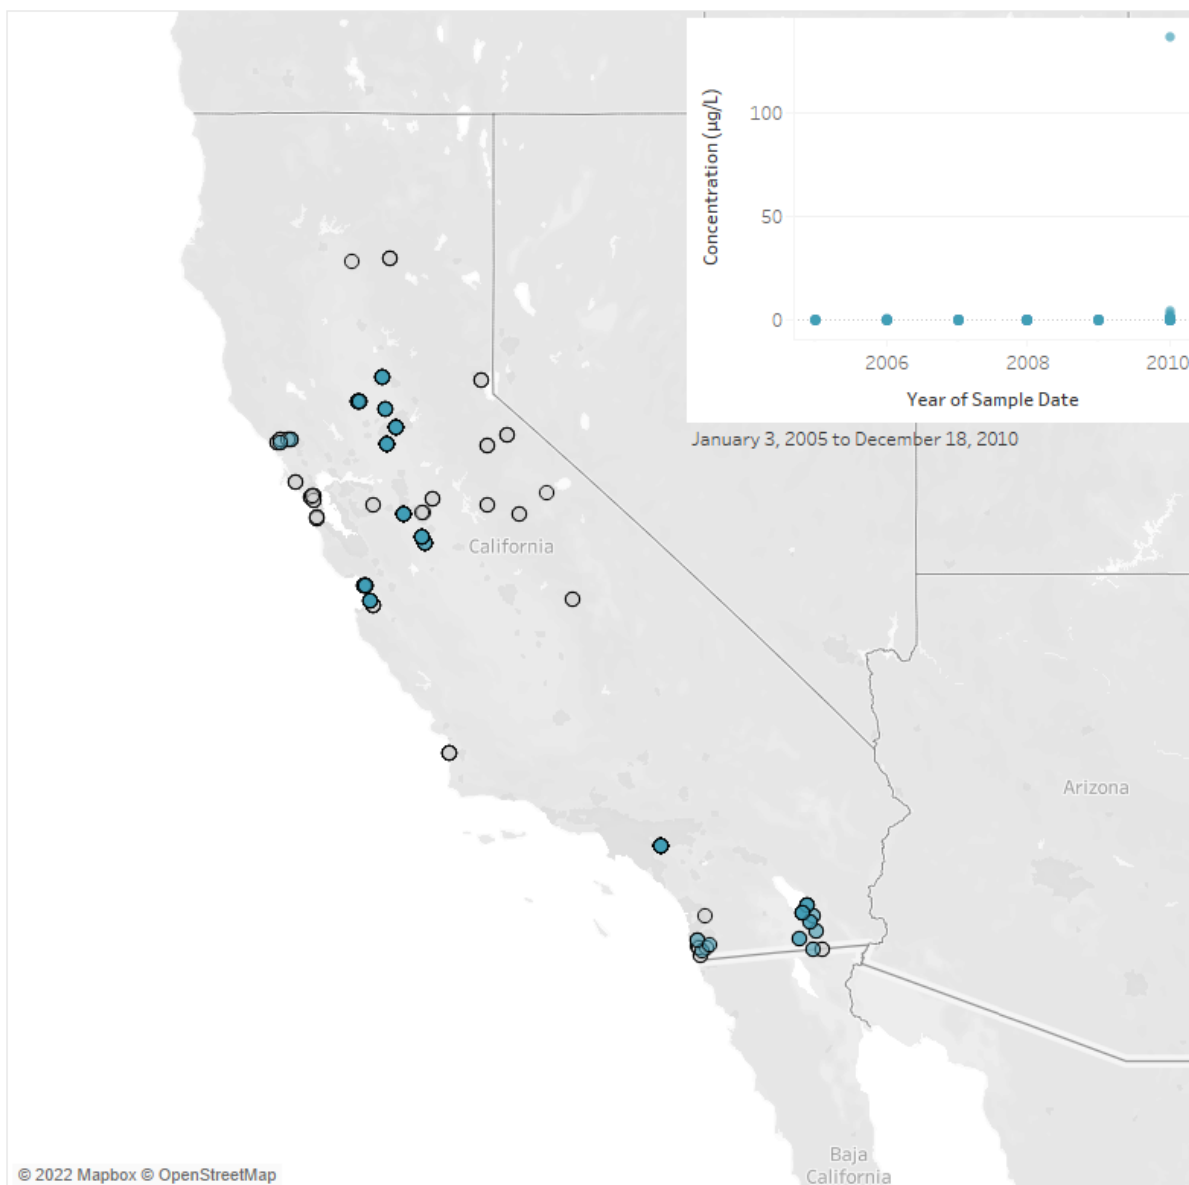 Concentration (µg/L)
100
50
0
2006
2008
2010
Year of Sample Date
January 3, 2005 to December 18, 2010
California
Arizona
Baja
California
© 2022 Mapbox © OpenStreetMap